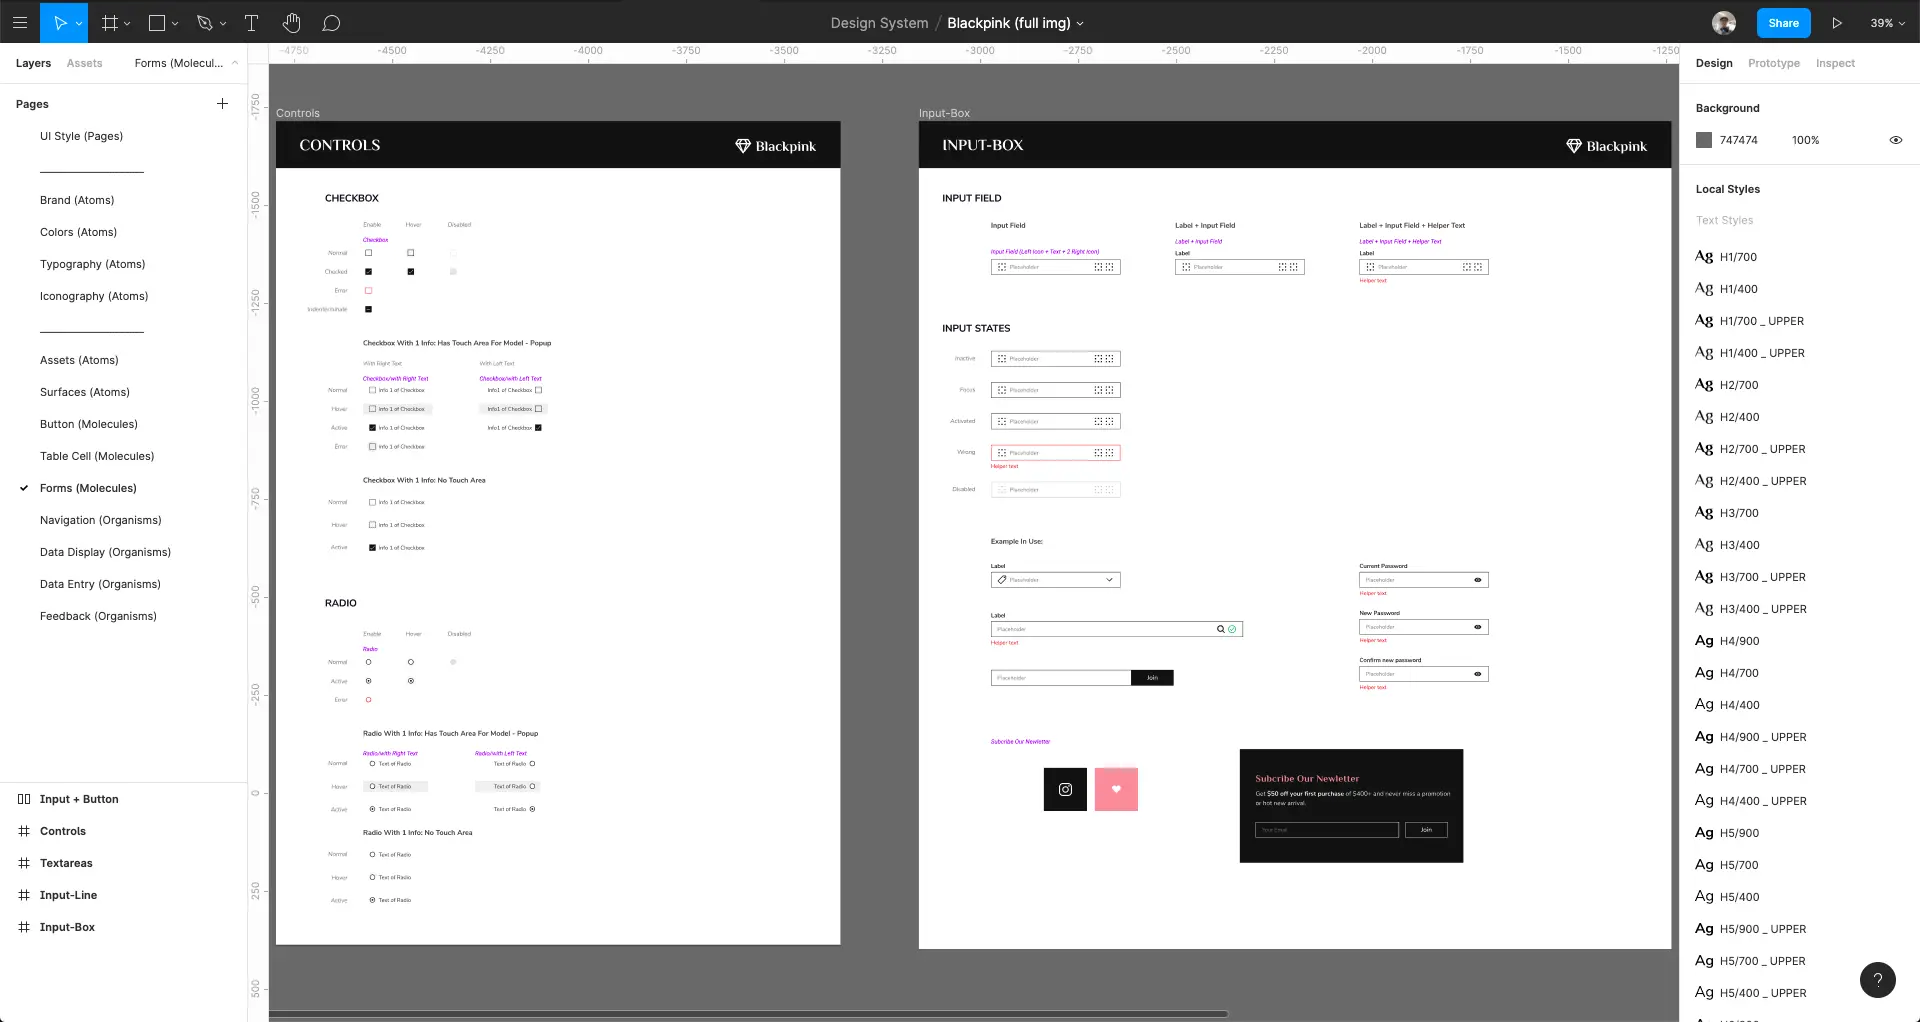 Design System / Blackpink (full img)
Share
39%
Layers
Assets
Forms (Molecul...
Pages
UI Style (Pages)
Brand (Atoms)
Colors (Atoms)
Typography (Atoms)
Iconography (Atoms)
Assets (Atoms)
Surfaces (Atoms)
Button (Molecules)
Table Cell (Molecules)
Forms (Molecules)
Navigation (Organisms)
Data Display (Organisms)
Data Entry (Organisms)
Feedback (Organisms)
Input + Button
Controls
Textareas
Input-Line
Input-Box
-4750 -4500 -4250 -4000 -3750 -3500 -3250 -3000 -2750 -2500 -2250 -2000 -1750 -1500 -1250
-1750
-1500
-1250
-1000
-750
-500
-250
0
250
500
Controls
CONTROLS
Blackpink
CHECKBOX
Enable Hover Disabled
Checkbox
Normal
Checked
Error
Indenterminate
Checkbox With 1 Info: Has Touch Area For Model - Popup
With Right Text With Left Text
Checkbox/with Right Text Checkbox/with Left Text
Normal Info 1 of Checkbox Info1 of Checkbox
Hover Info 1 of Checkbox Info1 of Checkbox
Active Info 1 of Checkbox Info1 of Checkbox
Error Info 1 of Checkbox
Checkbox With 1 Info: No Touch Area
Normal Info 1 of Checkbox
Hover Info 1 of Checkbox
Active Info 1 of Checkbox
RADIO
Enable Hover Disabled
Radio
Normal
Active
Error
Radio With 1 Info: Has Touch Area For Model - Popup
Radio/with Right Text Radio/with Left Text
Normal Text of Radio Text of Radio
Hover Text of Radio Text of Radio
Active Text of Radio Text of Radio
Radio With 1 Info: No Touch Area
Normal Text of Radio
Hover Text of Radio
Active Text of Radio
Input-Box
INPUT-BOX
Blackpink
INPUT FIELD
Input Field Label + Input Field Label + Input Field + Helper Text
Input Field (Left Icon + Text + 2 Right Icon) Label + Input Field Label + Input Field + Helper Text
Label Label
Placeholder Placeholder Placeholder
Helper text
INPUT STATES
Inactive Placeholder
Focus Placeholder
Activated Placeholder
Wrong Placeholder
Helper text
Disabled Placeholder
Example In Use:
Label
Placeholder
Label
Placeholder
Helper text
Placeholder
Join
Current Password
Placeholder
Helper text
New Password
Placeholder
Helper text
Confirm new password
Placeholder
Helper text
Subcribe Our Newletter
Subcribe Our Newletter
Get $50 off your first purchase of $400+ and never miss a promotion
or hot new arrival.
Your Email
Join
Design
Prototype
Inspect
Background
747474 100%
Local Styles
Text Styles
Ag H1/700
Ag H1/400
Ag H1/700 _ UPPER
Ag H1/400 _ UPPER
Ag H2/700
Ag H2/400
Ag H2/700 _ UPPER
Ag H2/400 _ UPPER
Ag H3/700
Ag H3/400
Ag H3/700 _ UPPER
Ag H3/400 _ UPPER
Ag H4/900
Ag H4/700
Ag H4/400
Ag H4/900 _ UPPER
Ag H4/700 _ UPPER
Ag H4/400 _ UPPER
Ag H5/900
Ag H5/700
Ag H5/400
Ag H5/900 _ UPPER
Ag H5/700 _ UPPER
Ag H5/400 _ UPPER
?